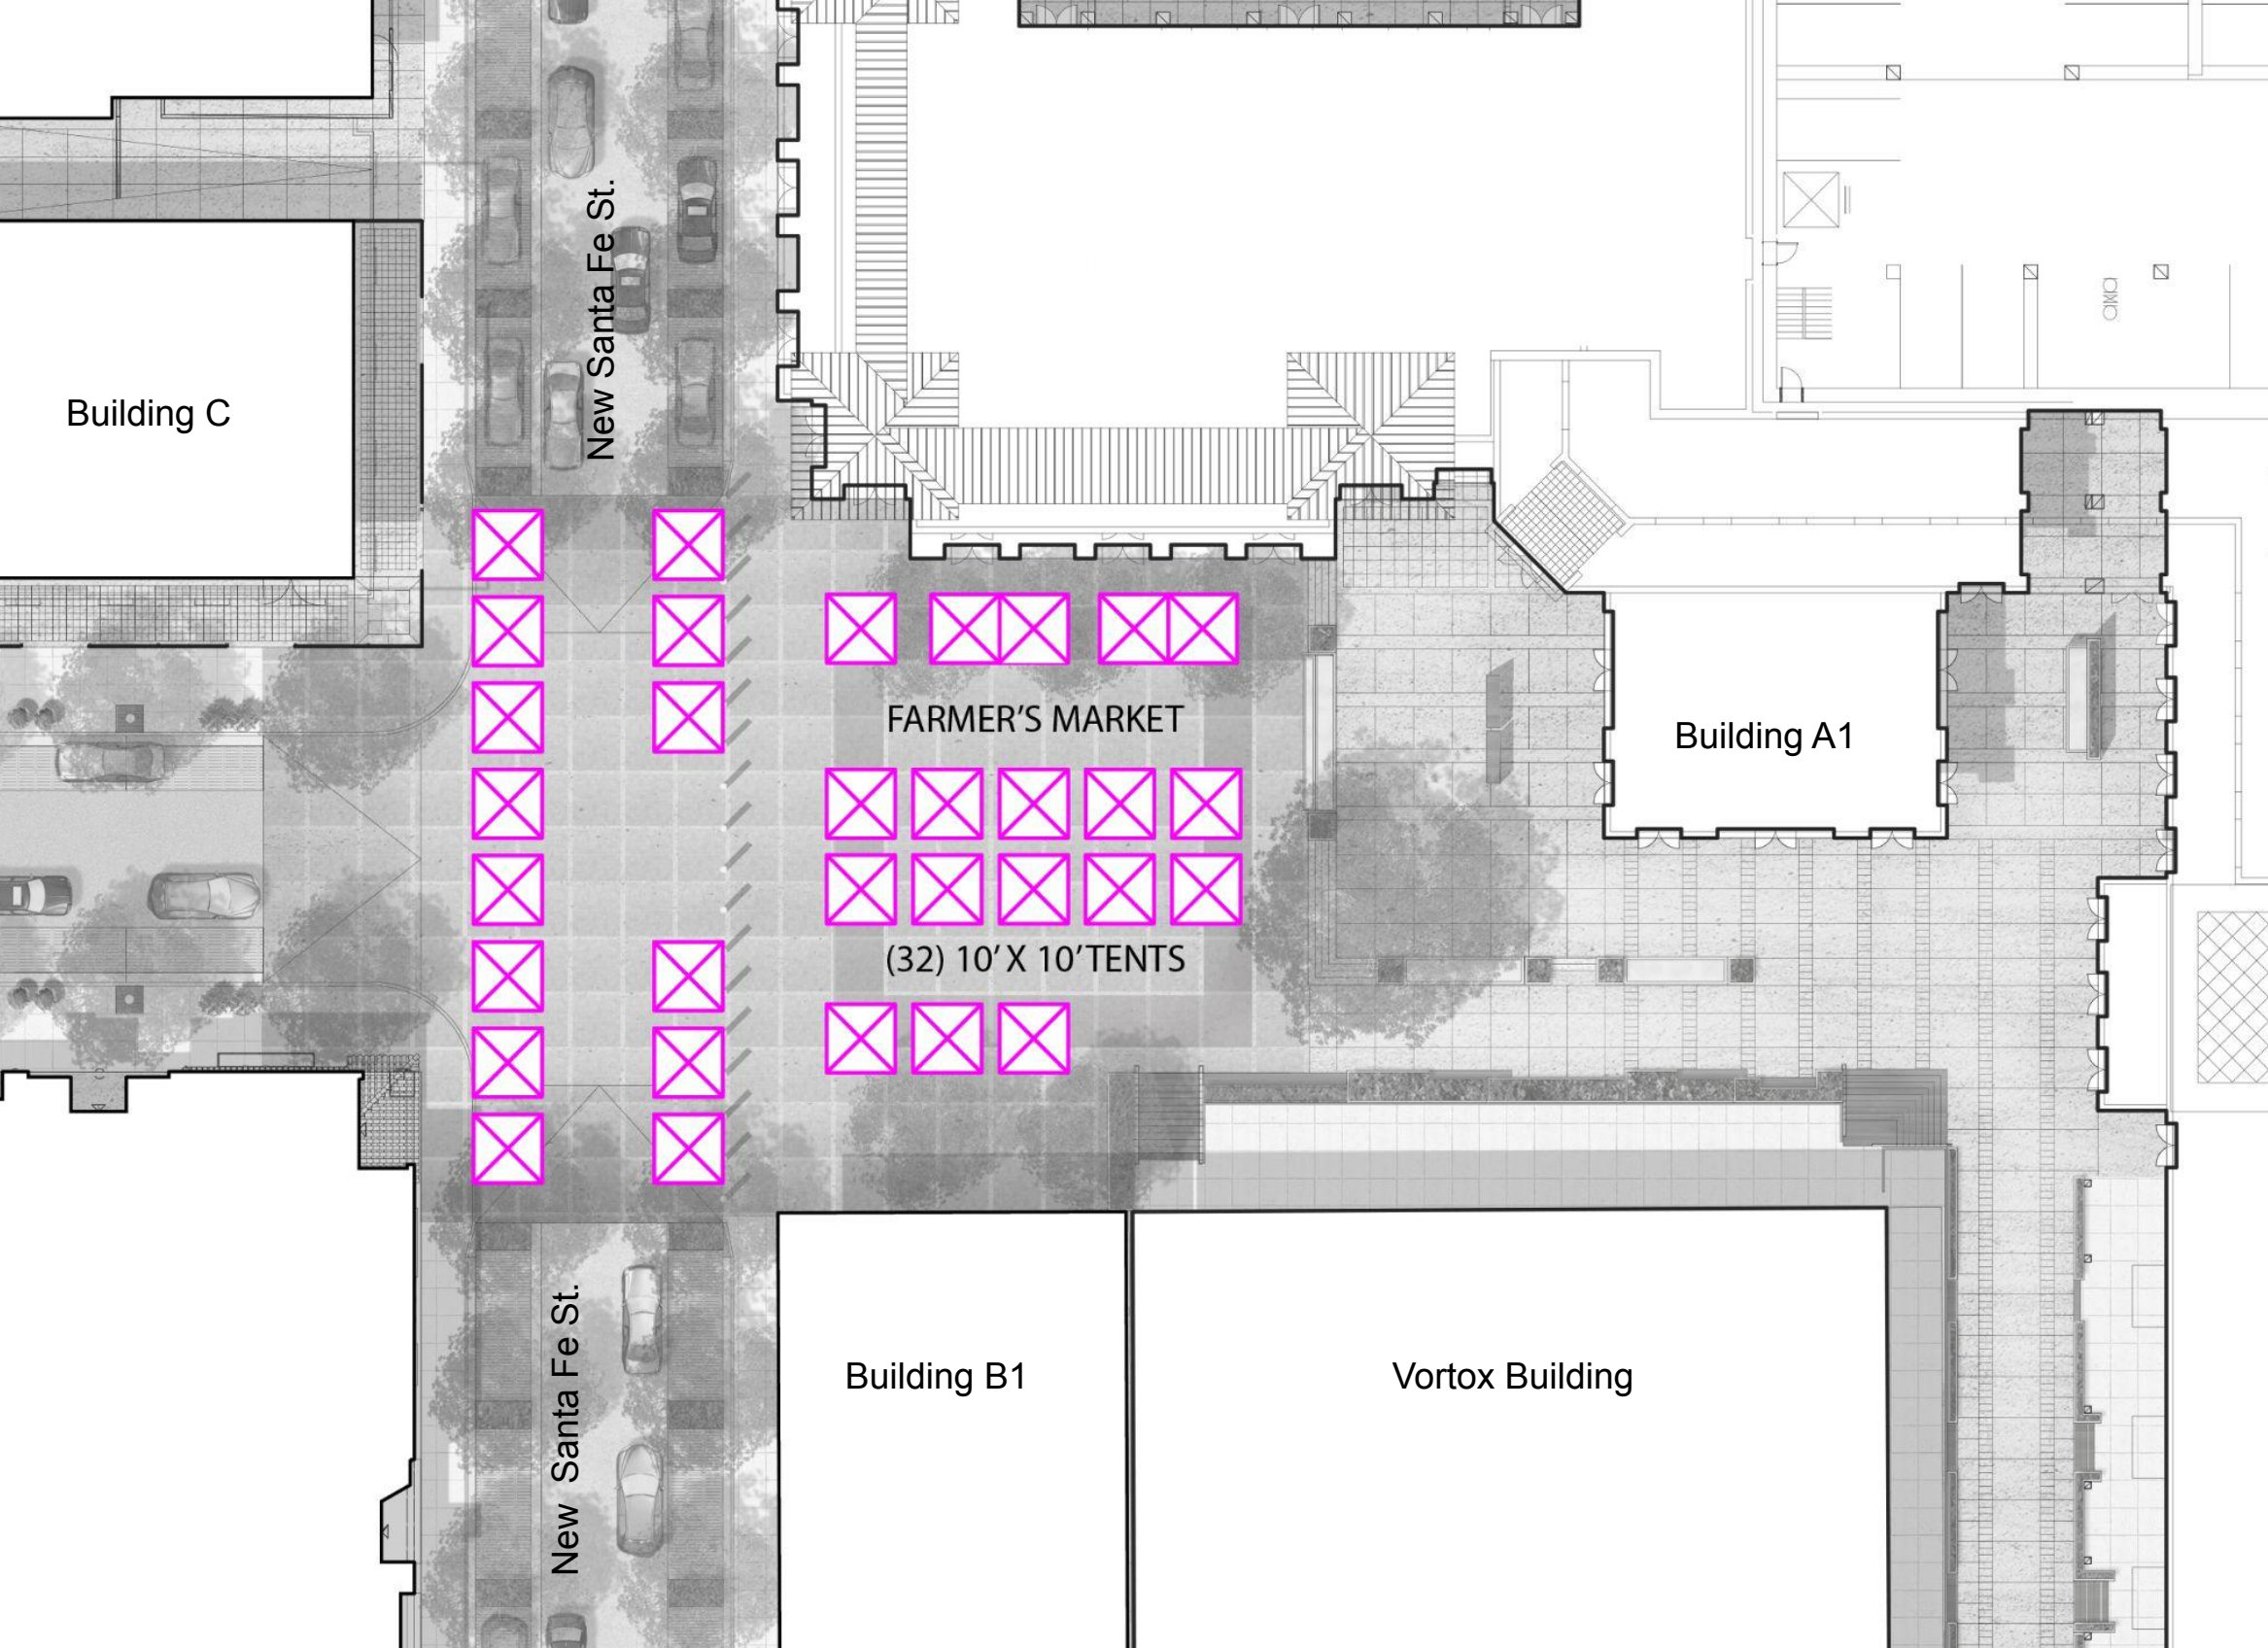 New Santa Fe St.
Building C
FARMER'S MARKET
Building A1
(32) 10' X 10' TENTS
New Santa Fe St.
Building B1
Vortox Building